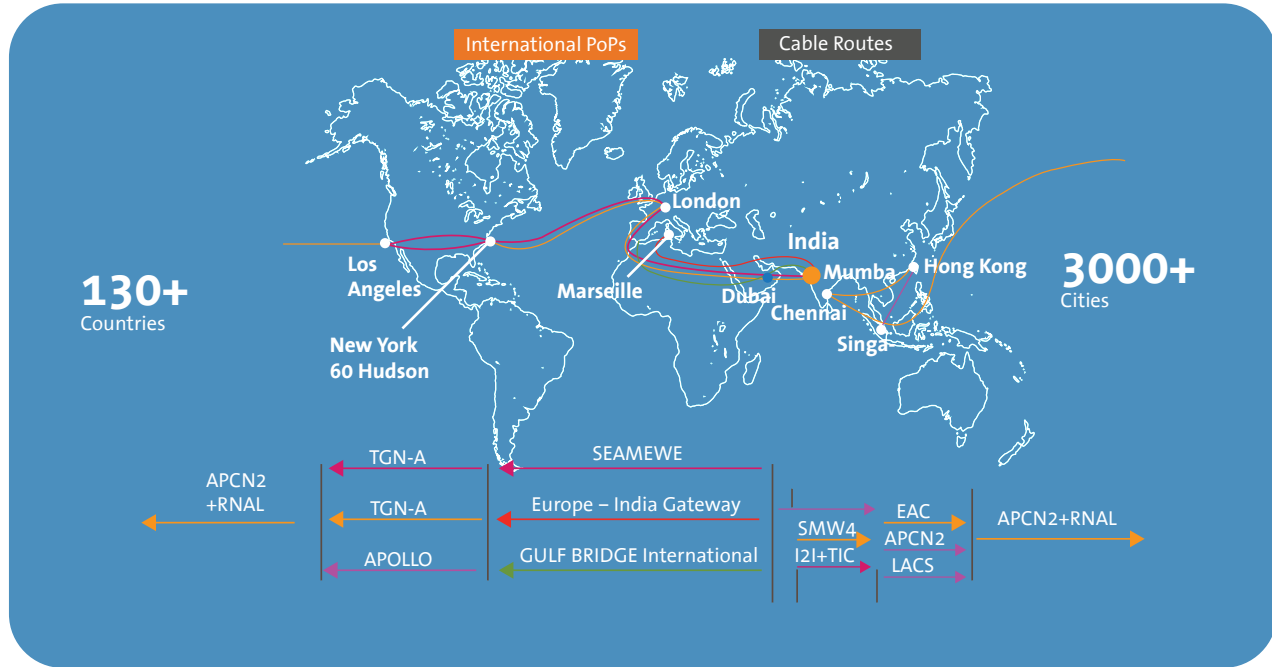 International PoPs
Cable Routes
London
India
Mumba
Hong Kong
Los
Angeles
Marseille
Dubai
Chennai
Singa
New York
60 Hudson
130+
Countries
3000+
Cities
TGN-A
SEAMEWE
APCN2
+RNAL
TGN-A
Europe – India Gateway
EAC
APCN2+RNAL
SMW4
APCN2
APOLLO
GULF BRIDGE International
I2I+TIC
LACS